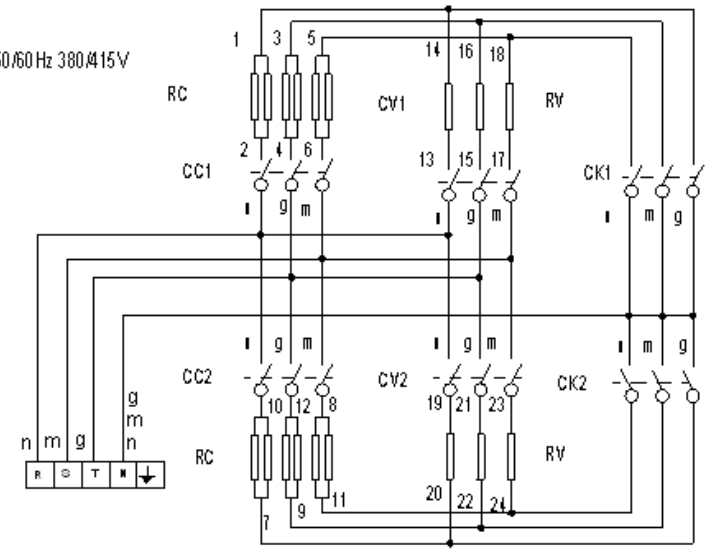 50/60 Hz 380/415V
1 3 5 14 16 18
RC CV1 RV
2 4 6 13 15 17
CC1 CK1
g m g m m g
g m g m m g
CC2 CV2 CK2
10 12 8 19 21 23
g
m
n m g n
R S T N
RC RV
7 9 11 20 22 24